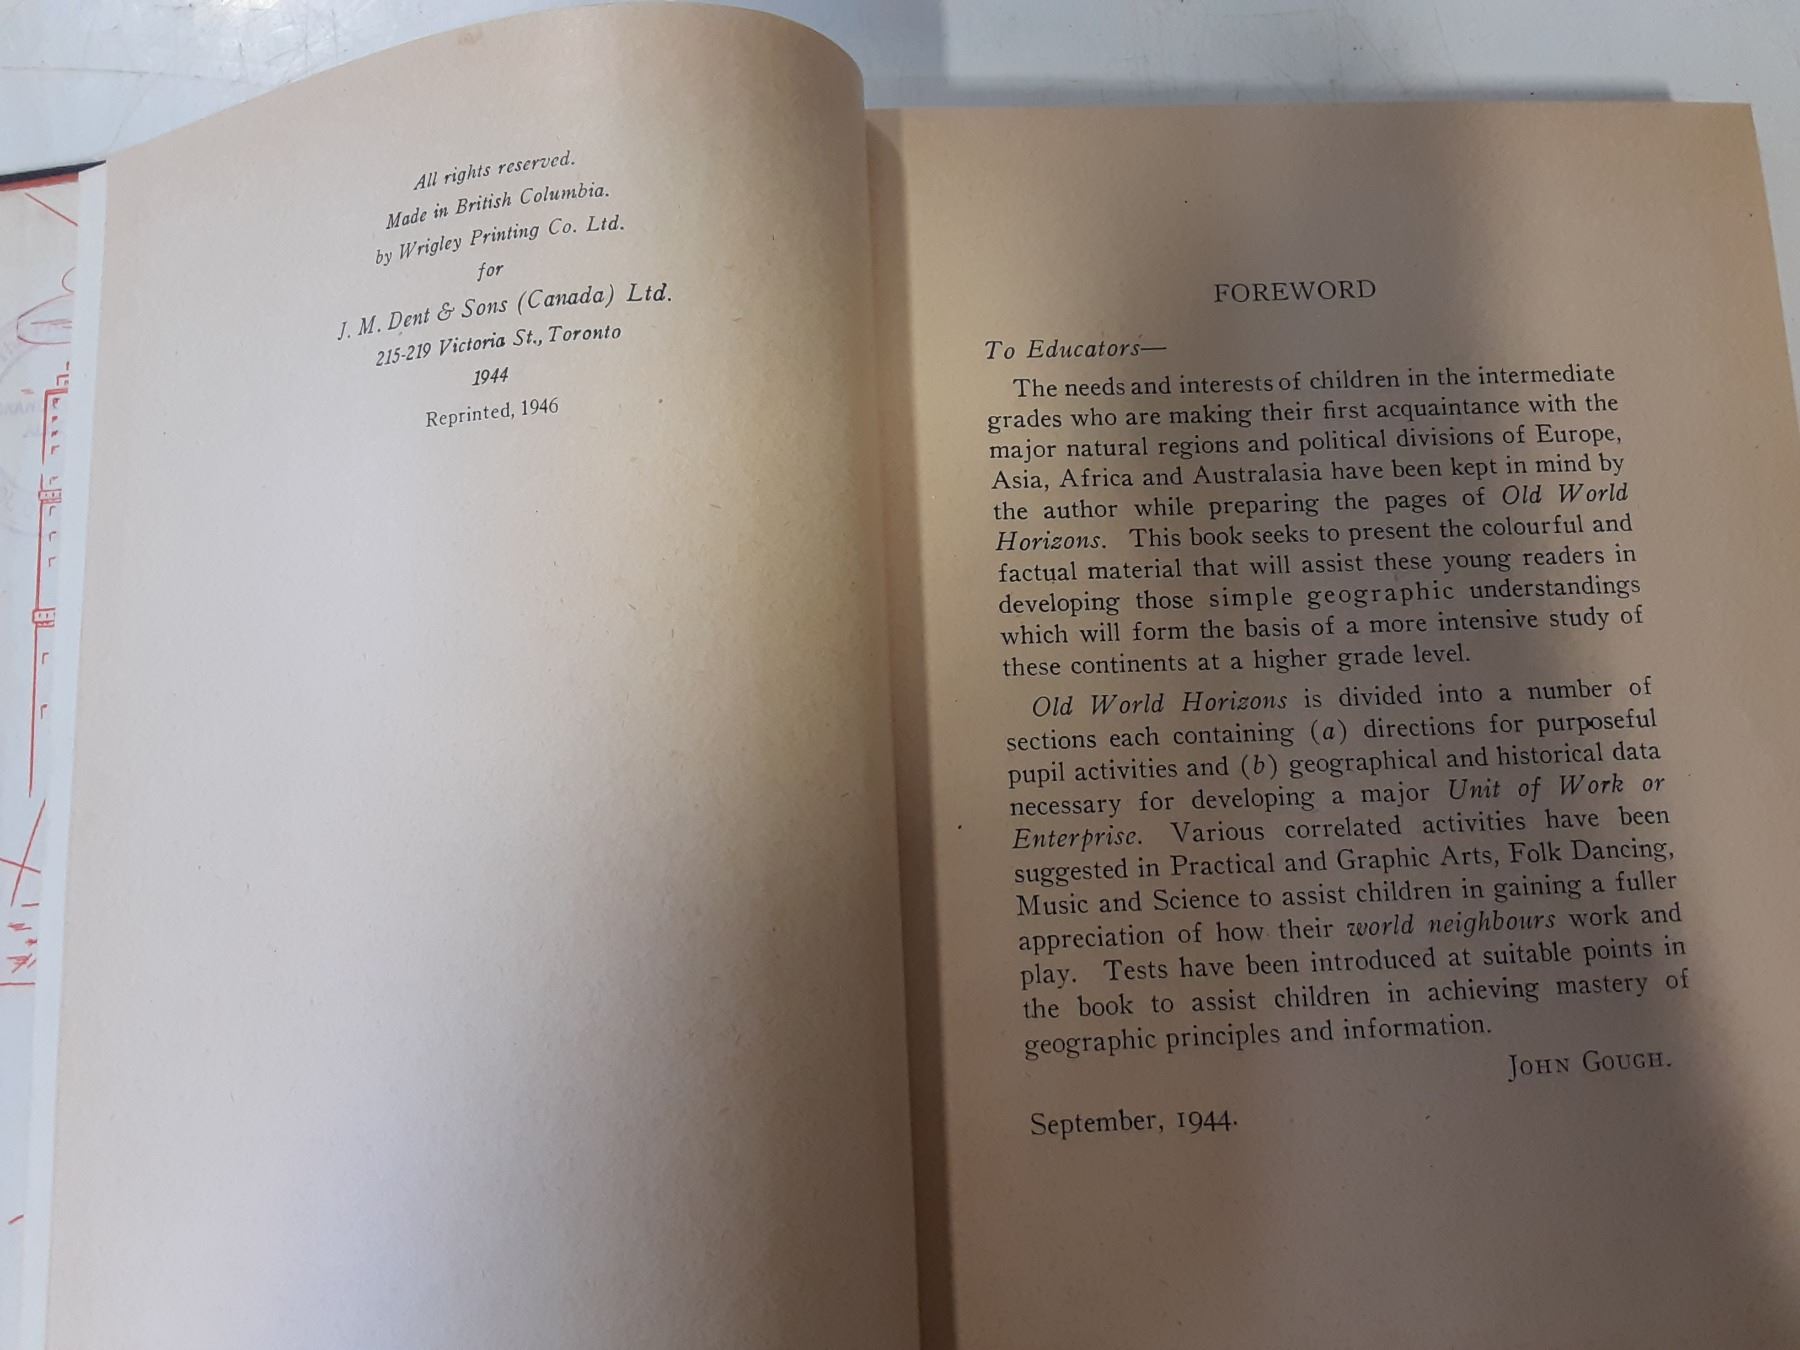 All rights reserved.
Made in British Columbia.
by Wrigley Printing Co. Ltd.
for
J. M. Dent & Sons (Canada) Ltd.
215-219 Victoria St., Toronto
1944
Reprinted, 1946
FOREWORD
To Educators—
The needs and interests of children in the intermediate
grades who are making their first acquaintance with the
major natural regions and political divisions of Europe,
Asia, Africa and Australasia have been kept in mind by
the author while preparing the pages of Old World
Horizons. This book seeks to present the colourful and
factual material that will assist these young readers in
developing those simple geographic understandings
which will form the basis of a more intensive study of
these continents at a higher grade level.
Old World Horizons is divided into a number of
sections each containing (a) directions for purposeful
pupil activities and (b) geographical and historical data
necessary for developing a major Unit of Work or
Enterprise. Various correlated activities have been
suggested in Practical and Graphic Arts, Folk Dancing,
Music and Science to assist children in gaining a fuller
appreciation of how their world neighbours work and
play. Tests have been introduced at suitable points in
the book to assist children in achieving mastery of
geographic principles and information.
JOHN GOUGH.
September, 1944.